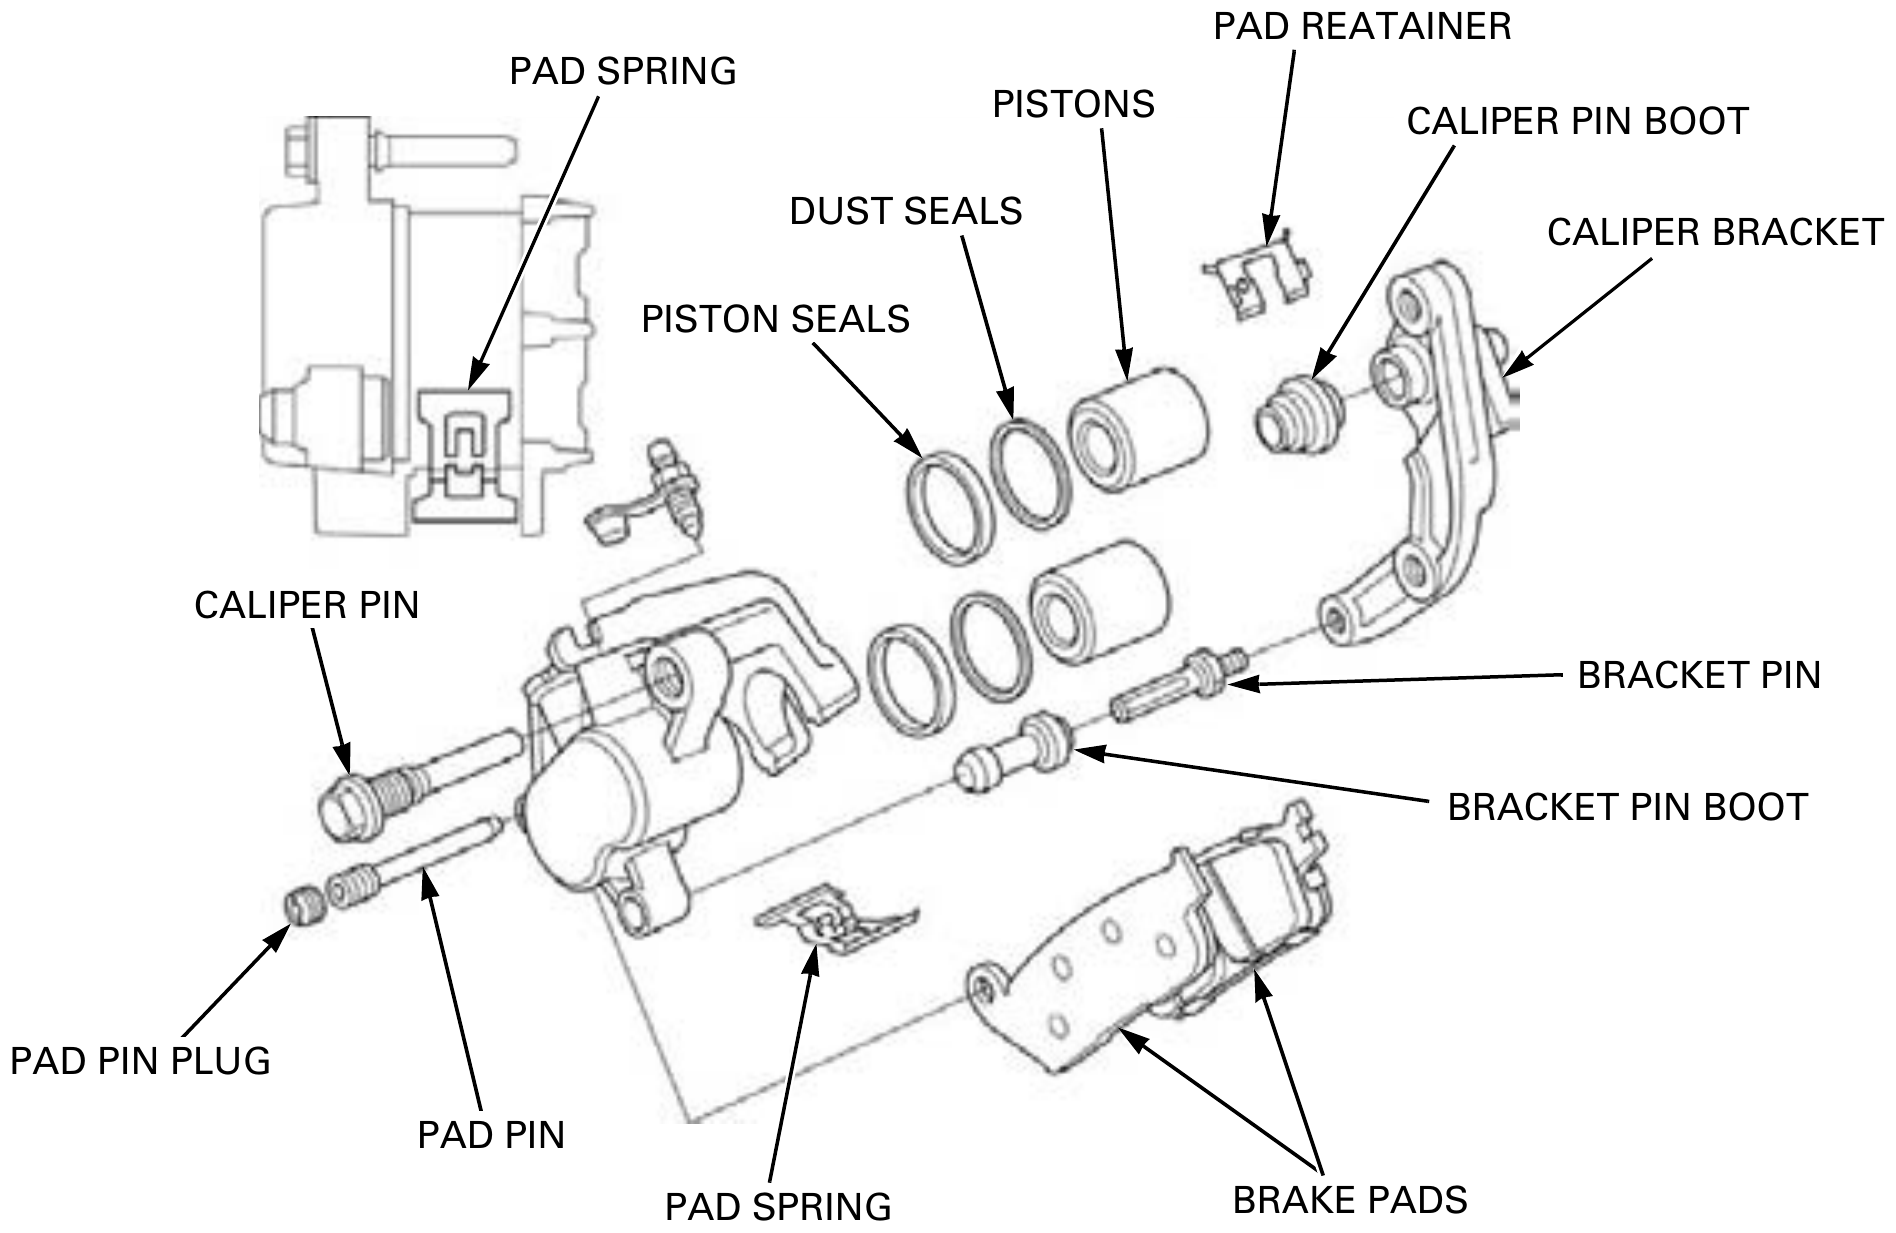 PAD REATAINER
PAD SPRING
PISTONS
CALIPER PIN BOOT
DUST SEALS
CALIPER BRACKET
PISTON SEALS
CALIPER PIN
BRACKET PIN
BRACKET PIN BOOT
PAD PIN PLUG
PAD PIN
PAD SPRING
BRAKE PADS